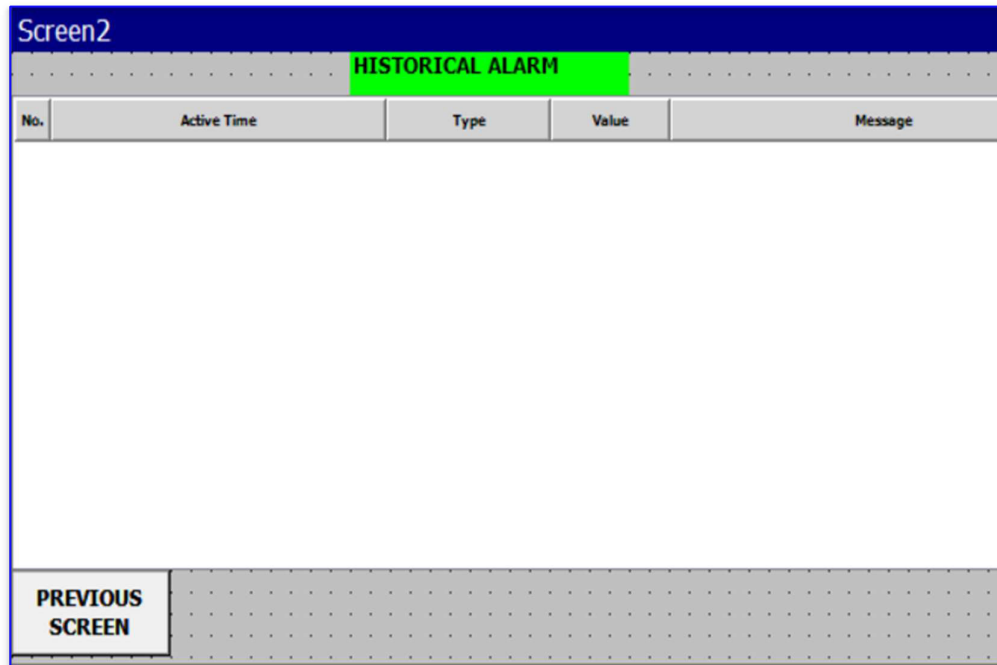 Screen2
HISTORICAL ALARM
No. Active Time Type Value Message
PREVIOUS
SCREEN